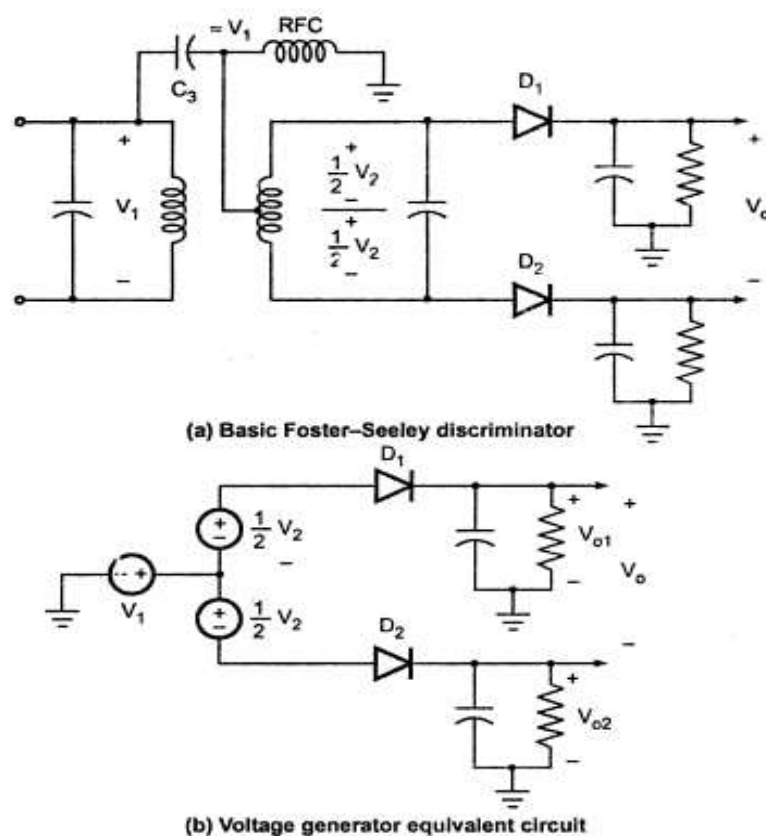 ≈ V₁
RFC
C₃
D₁
+
V₁
−
+
1/2 V₂
−
+
1/2 V₂
−
+
Vₒ
D₂
−
(a) Basic Foster–Seeley discriminator
D₁
+
−
1/2 V₂
−
+
Vₒ₁
−
+
Vₒ
+
V₁
+
−
1/2 V₂
D₂
−
+
Vₒ₂
−
(b) Voltage generator equivalent circuit